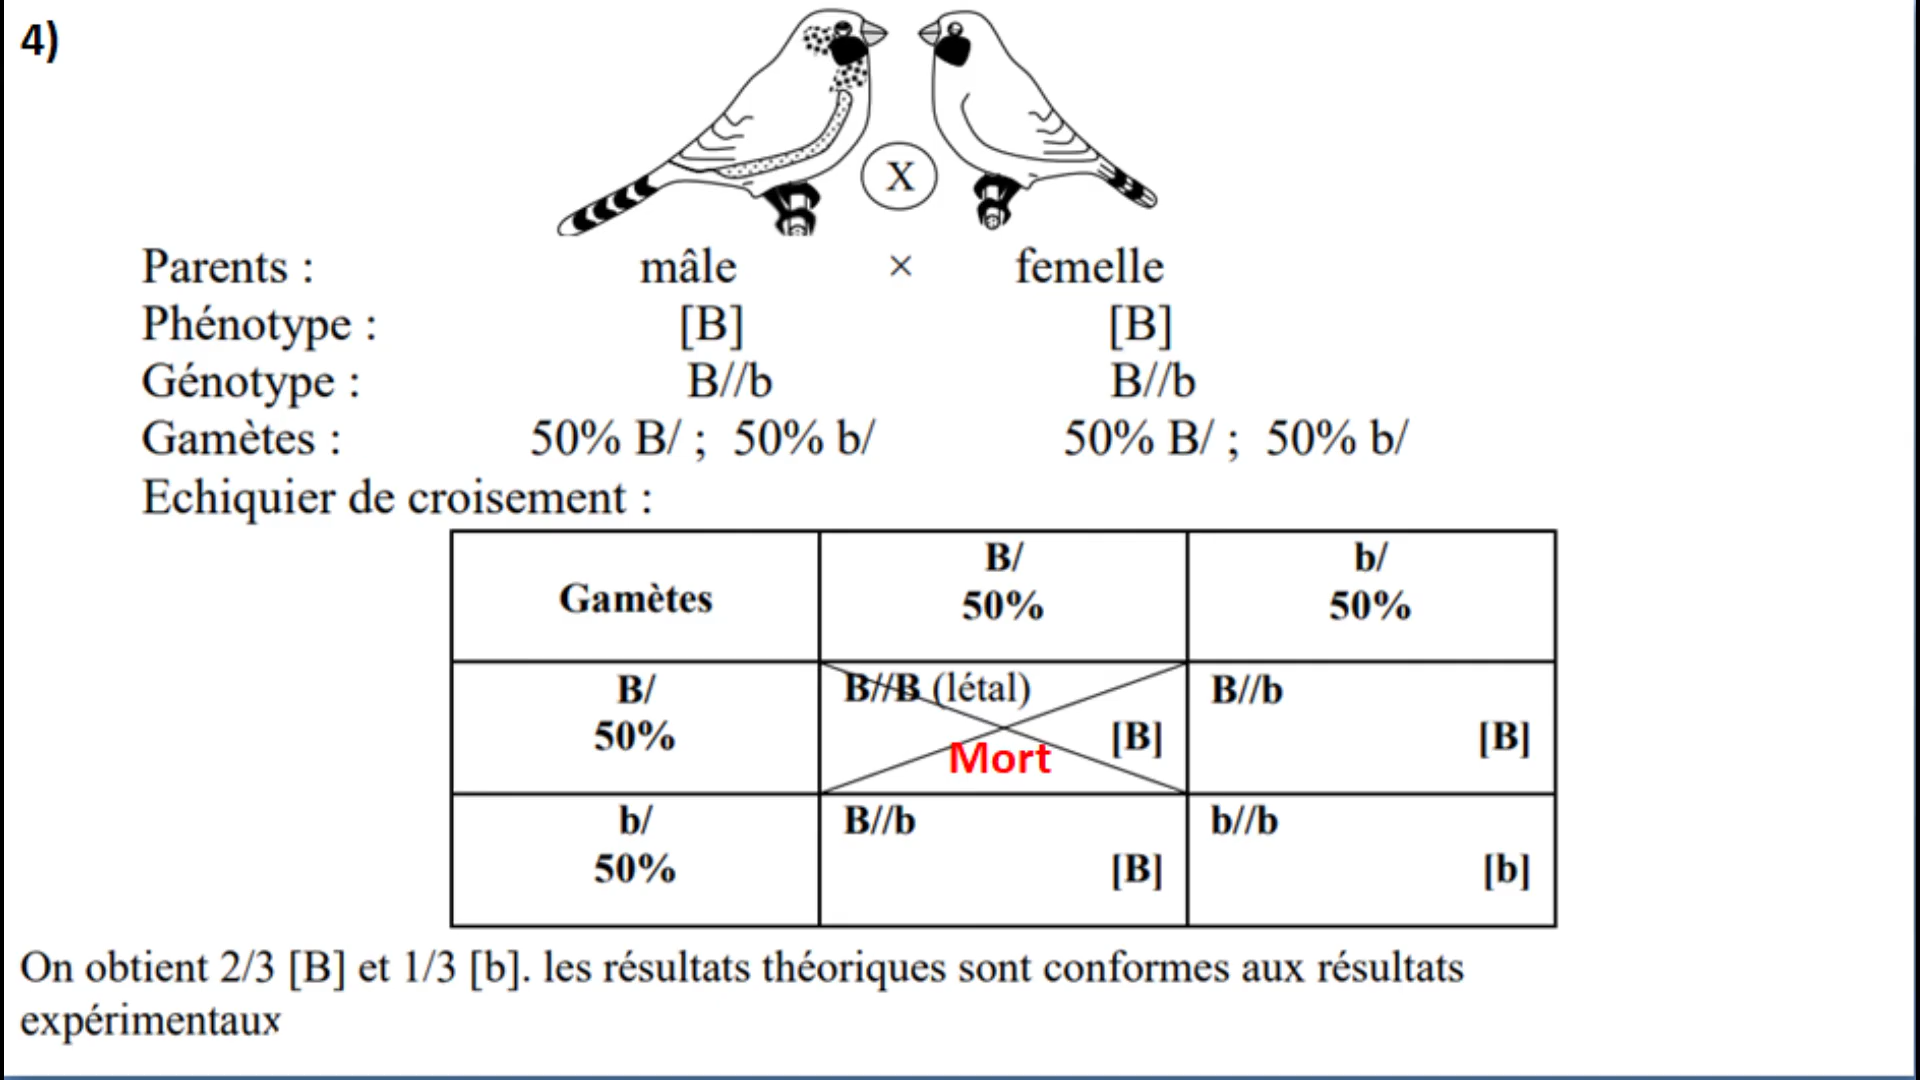 4)
X
Parents : mâle × femelle
Phénotype : [B] [B]
Génotype : B//b B//b
Gamètes : 50% B/ ; 50% b/ 50% B/ ; 50% b/
Echiquier de croisement :
Gamètes B/ 50% b/ 50%
B/ 50% B//B (létal) [B] Mort B//b [B]
b/ 50% B//b [B] b//b [b]
On obtient 2/3 [B] et 1/3 [b]. les résultats théoriques sont conformes aux résultats
expérimentaux